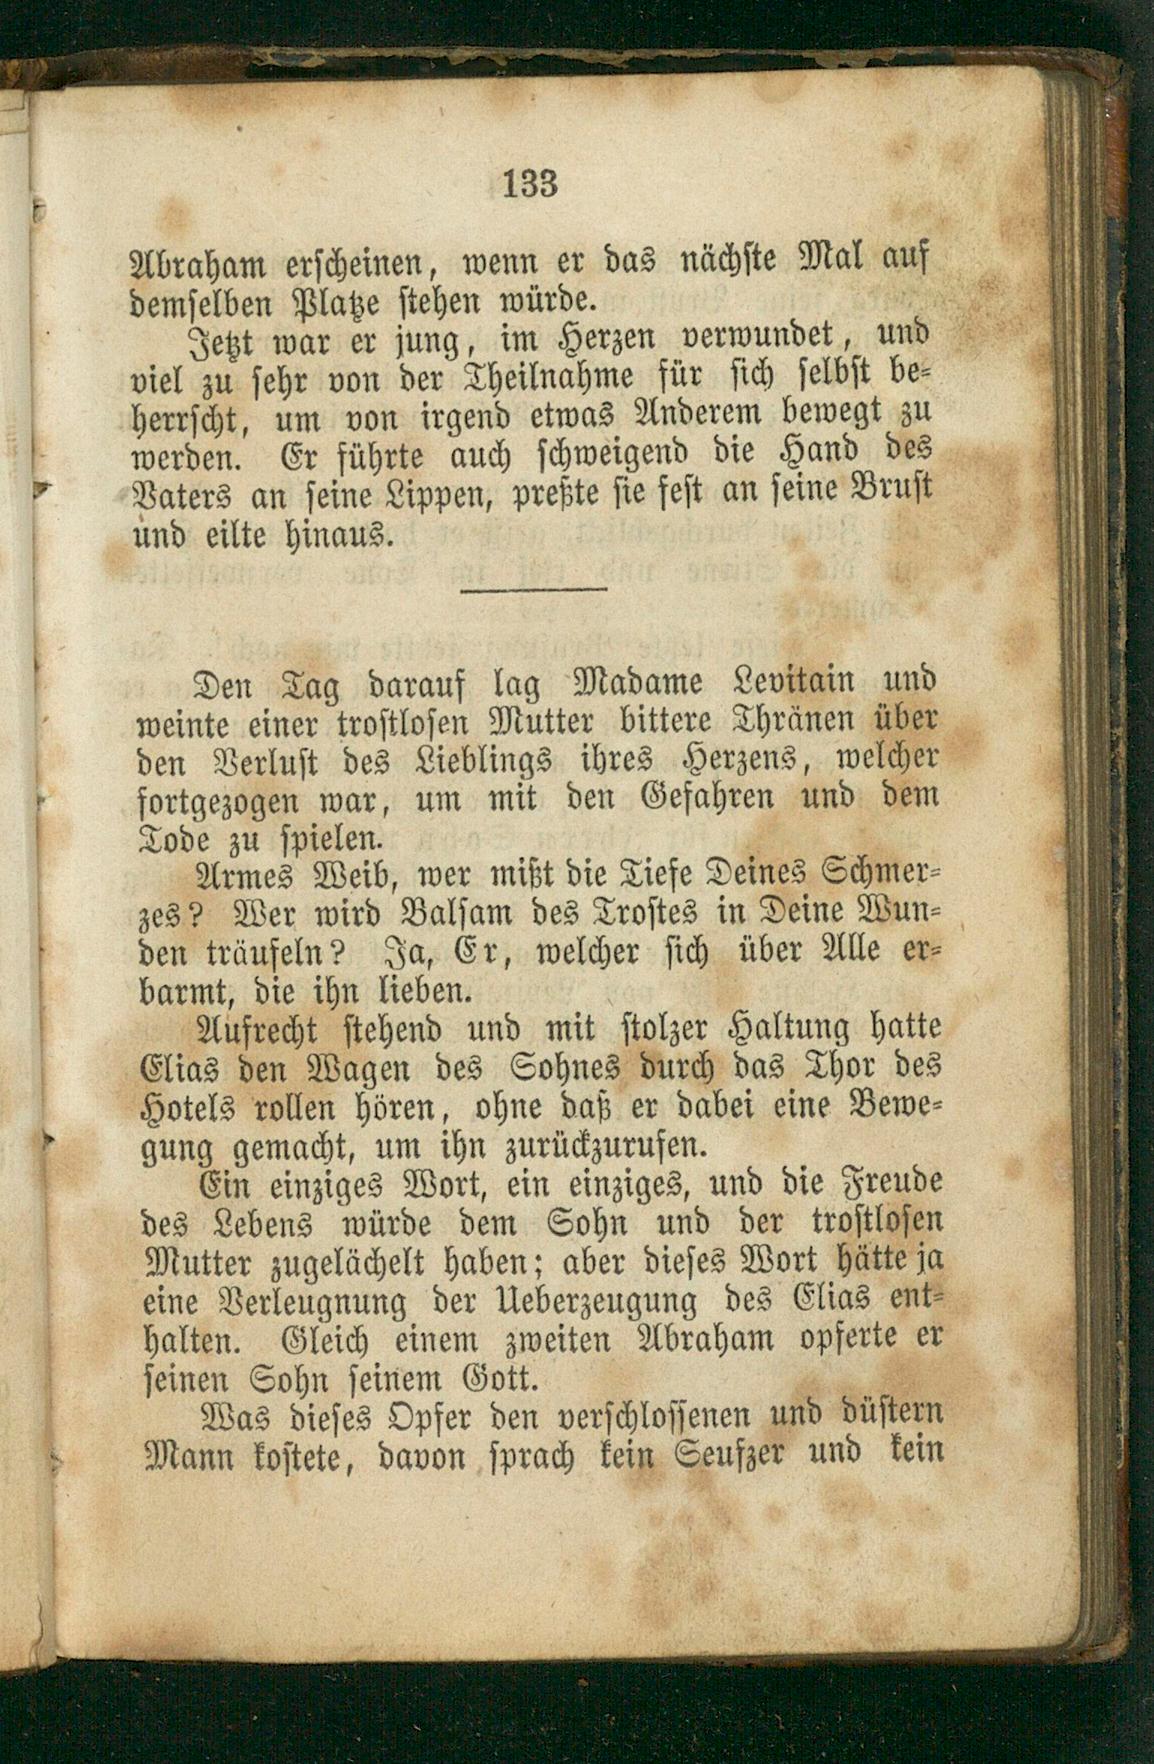 133
Abraham erscheinen, wenn er das nächste Mal auf
demselben Platze stehen würde.
Jetzt war er jung, im Herzen verwundet, und
viel zu sehr von der Theilnahme für sich selbst be-
herrscht, um von irgend etwas Anderem bewegt zu
werden. Er führte auch schweigend die Hand des
Vaters an seine Lippen, preßte sie fest an seine Brust
und eilte hinaus.
Den Tag darauf lag Madame Levitain und
weinte einer trostlosen Mutter bittere Thränen über
den Verlust des Lieblings ihres Herzens, welcher
fortgezogen war, um mit den Gefahren und dem
Tode zu spielen.
Armes Weib, wer mißt die Tiefe Deines Schmer-
zes? Wer wird Balsam des Trostes in Deine Wun-
den träufeln? Ja, Er, welcher sich über Alle er-
barmt, die ihn lieben.
Aufrecht stehend und mit stolzer Haltung hatte
Elias den Wagen des Sohnes durch das Thor des
Hotels rollen hören, ohne daß er dabei eine Bewe-
gung gemacht, um ihn zurückzurufen.
Ein einziges Wort, ein einziges, und die Freude
des Lebens würde dem Sohn und der trostlosen
Mutter zugelächelt haben; aber dieses Wort hätte ja
eine Verleugnung der Ueberzeugung des Elias ent-
halten. Gleich einem zweiten Abraham opferte er
seinen Sohn seinem Gott.
Was dieses Opfer den verschlossenen und düstern
Mann kostete, davon sprach kein Seufzer und kein